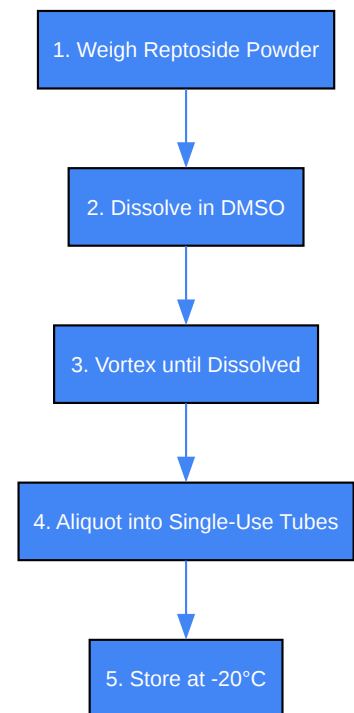 1. Weigh Reptoside Powder
2. Dissolve in DMSO
3. Vortex until Dissolved
4. Aliquot into Single-Use Tubes
5. Store at -20°C